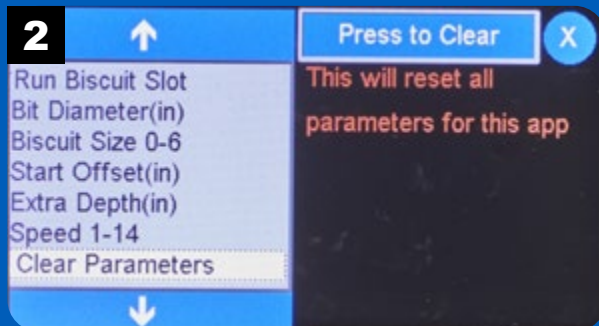 2
Run Biscuit Slot
Bit Diameter(in)
Biscuit Size 0-6
Start Offset(in)
Extra Depth(in)
Speed 1-14
Clear Parameters
Press to Clear
X
This will reset all
parameters for this app